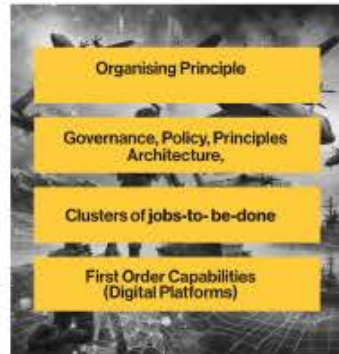 Organising Principle
Governance, Policy, Principles
Architecture,
Clusters of jobs-to- be-done
First Order Capabilities
(Digital Platforms)